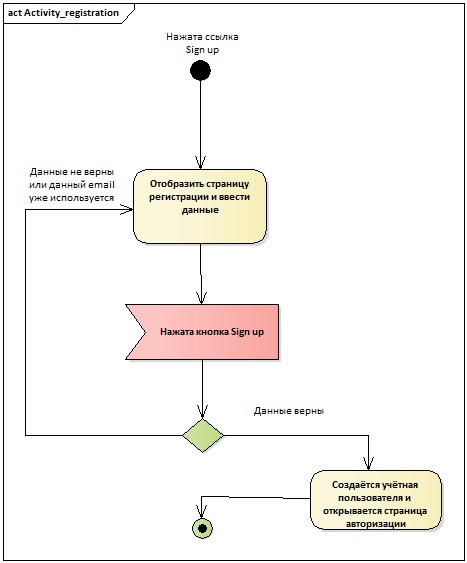 act Activity_registration
Нажата ссылка
Sign up
Данные не верны
или данный email
уже используется
Отобразить страницу
регистрации и ввести
данные
Нажата кнопка Sign up
Данные верны
Создаётся учётная
пользователя и
открывается страница
авторизации